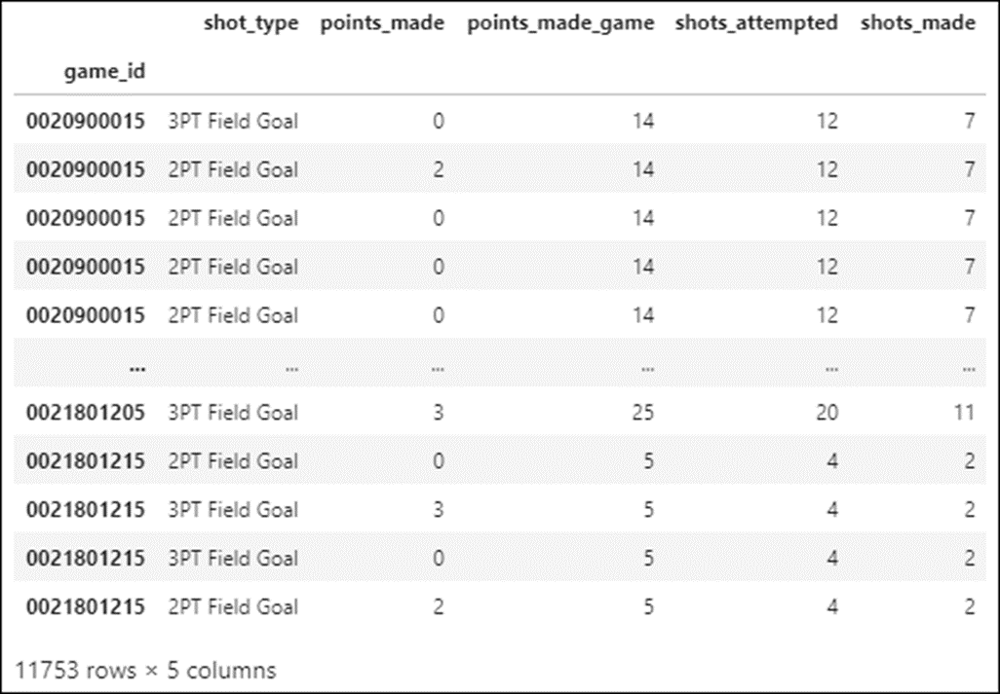 shot_type points_made points_made_game shots_attempted shots_made
game_id
0020900015 3PT Field Goal 0 14 12 7
0020900015 2PT Field Goal 2 14 12 7
0020900015 2PT Field Goal 0 14 12 7
0020900015 2PT Field Goal 0 14 12 7
0020900015 2PT Field Goal 0 14 12 7
... ... ... ... ... ...
0021801205 3PT Field Goal 3 25 20 11
0021801215 2PT Field Goal 0 5 4 2
0021801215 3PT Field Goal 3 5 4 2
0021801215 3PT Field Goal 0 5 4 2
0021801215 2PT Field Goal 2 5 4 2
11753 rows × 5 columns